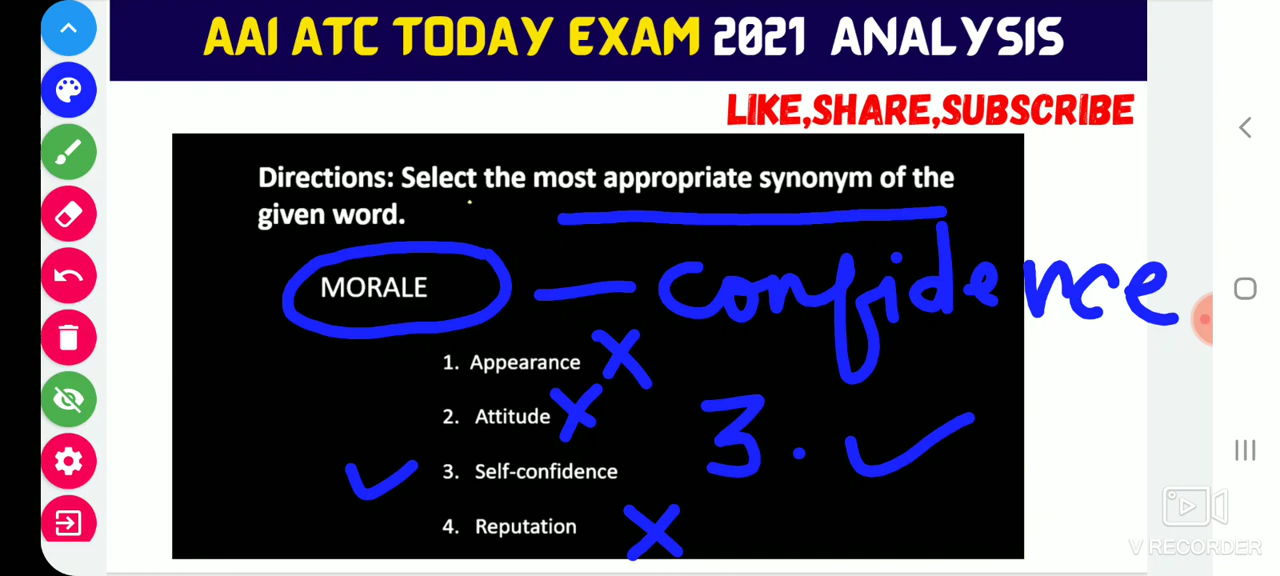 AAI ATC TODAY EXAM 2021 ANALYSIS
LIKE,SHARE,SUBSCRIBE
Directions: Select the most appropriate synonym of the
given word.
MORALE — confidence
1. Appearance
2. Attitude
3. Self-confidence
3.
4. Reputation
V RECORDER